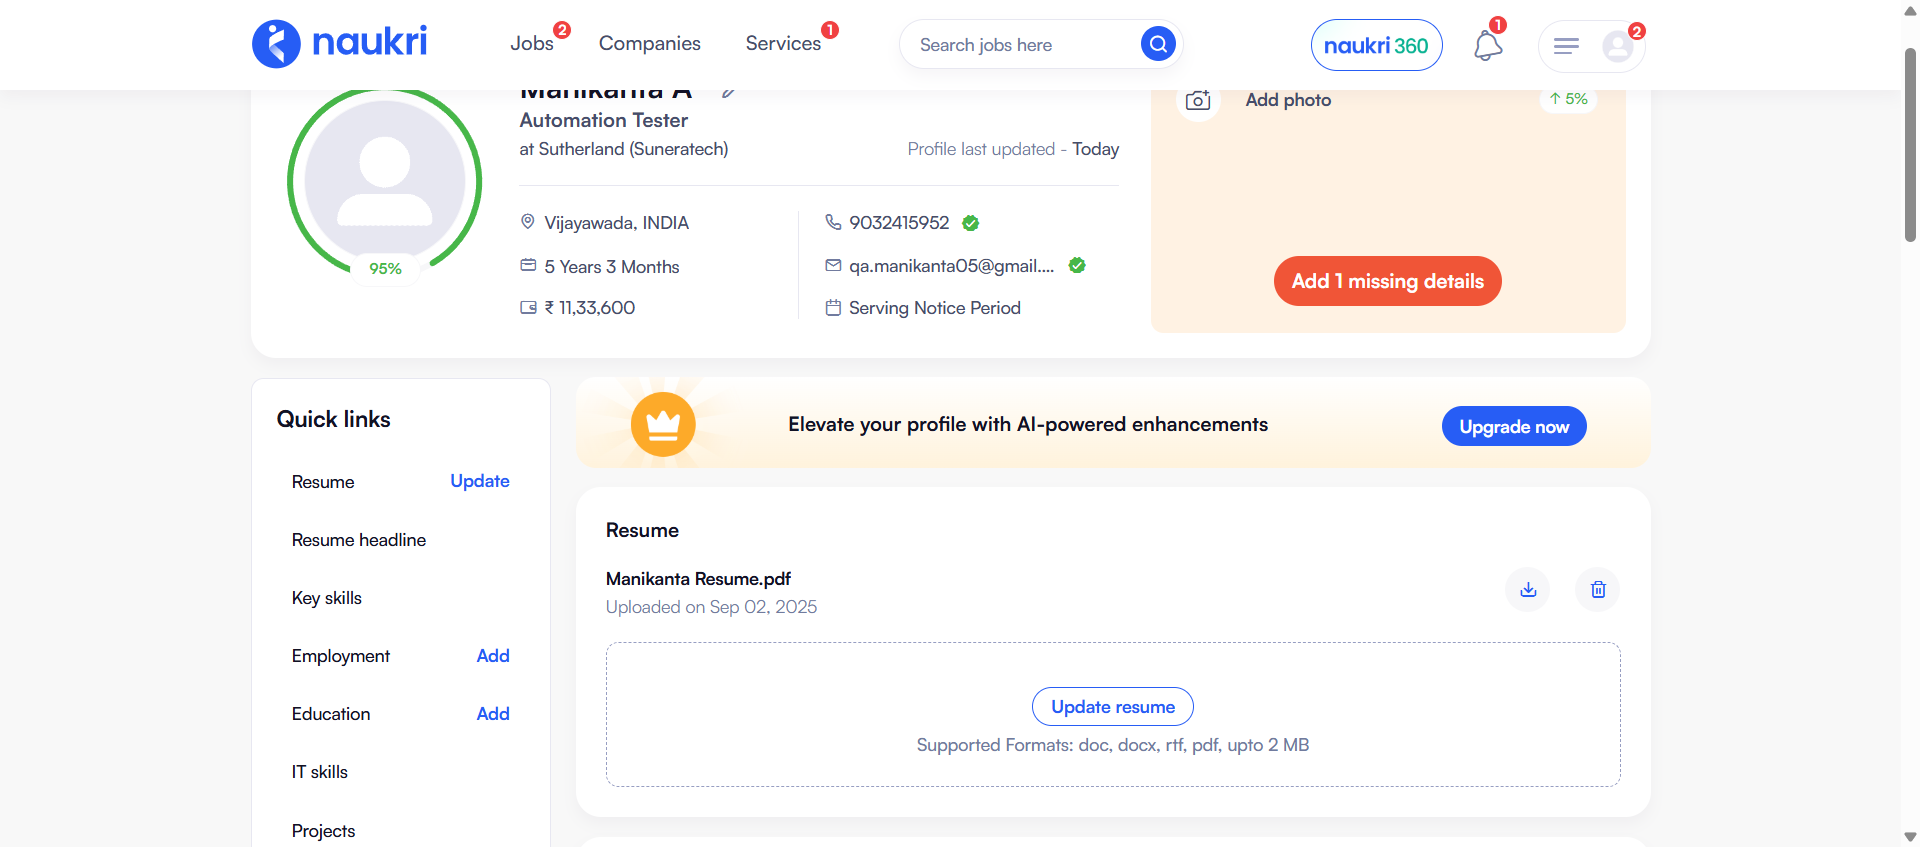 naukri
Jobs 2
Companies
Services 1
Search jobs here
naukri 360
1
2
Manikanta A
Automation Tester
at Sutherland (Suneratech)
Profile last updated - Today
Vijayawada, INDIA
5 Years 3 Months
₹ 11,33,600
9032415952
qa.manikanta05@gmail....
Serving Notice Period
95%
Add photo
↑ 5%
Add 1 missing details
Quick links
Resume Update
Resume headline
Key skills
Employment Add
Education Add
IT skills
Projects
Elevate your profile with AI-powered enhancements
Upgrade now
Resume
Manikanta Resume.pdf
Uploaded on Sep 02, 2025
Update resume
Supported Formats: doc, docx, rtf, pdf, upto 2 MB